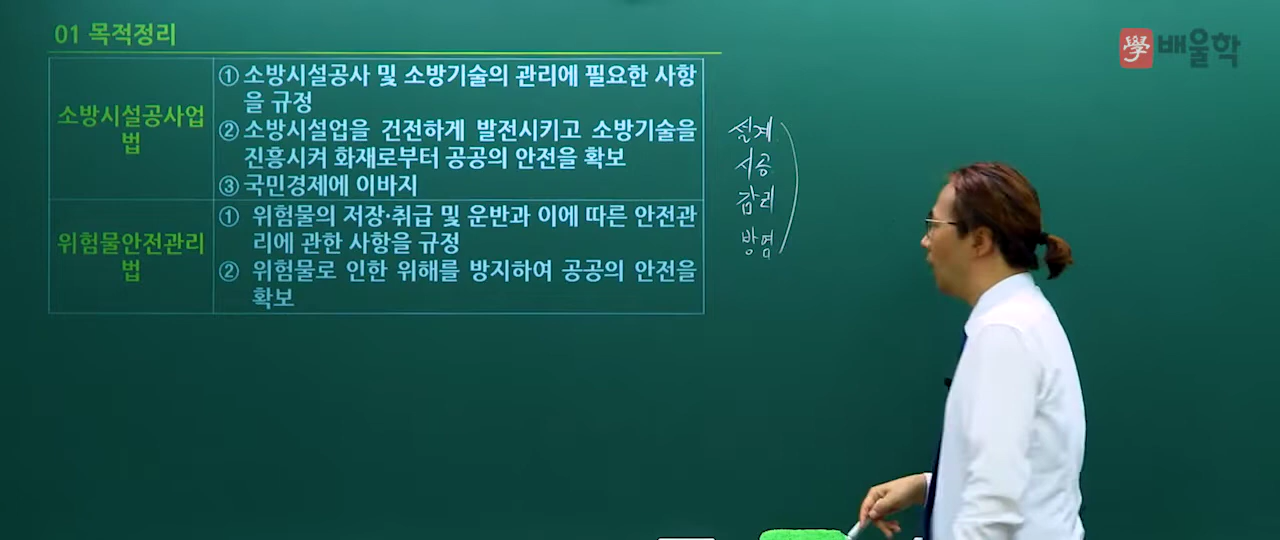 01 목적정리
學 배울학
소방시설공사업
법
① 소방시설공사 및 소방기술의 관리에 필요한 사항
을 규정
② 소방시설업을 건전하게 발전시키고 소방기술을
진흥시켜 화재로부터 공공의 안전을 확보
③ 국민경제에 이바지
위험물안전관리
법
① 위험물의 저장·취급 및 운반과 이에 따른 안전관
리에 관한 사항을 규정
② 위험물로 인한 위해를 방지하여 공공의 안전을
확보
설계
시공
감리
방염